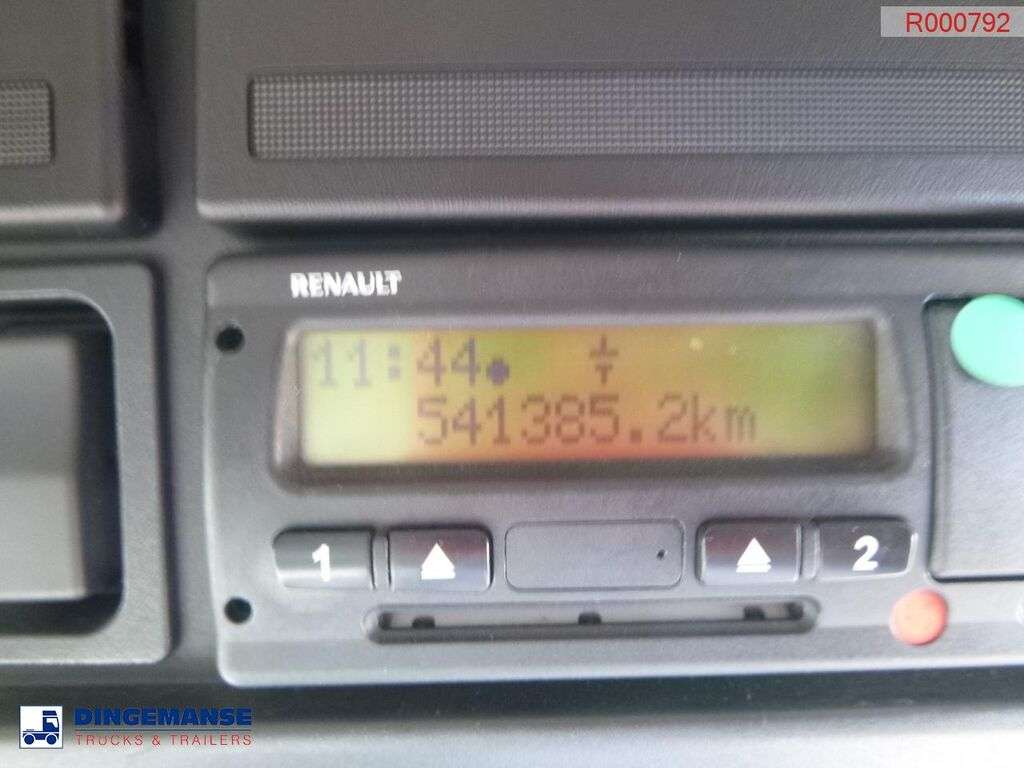 R000792
RENAULT
11:44
541385.2km
1
2
DINGEMANSE
TRUCKS & TRAILERS